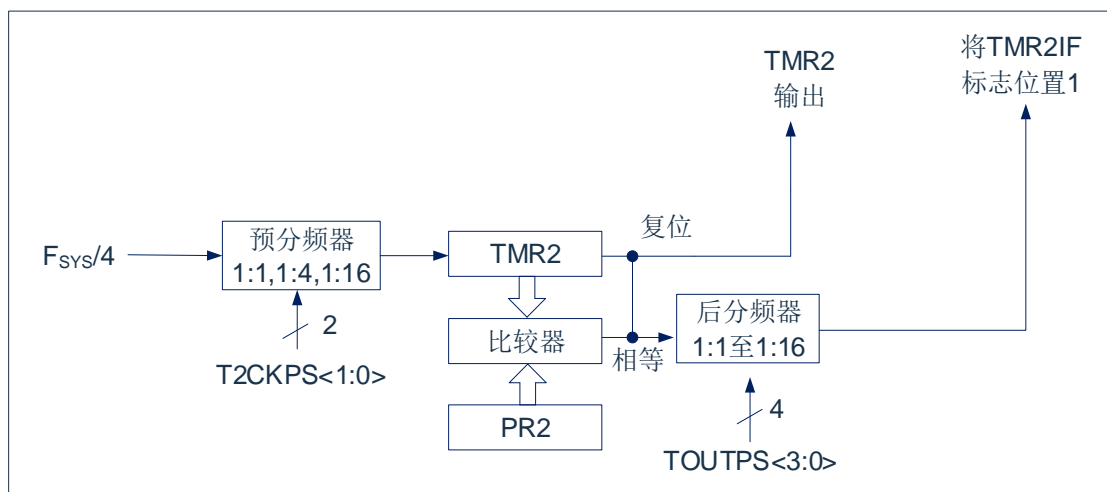 将TMR2IF
标志位置1
TMR2
输出
复位
F_SYS/4
预分频器
1:1,1:4,1:16
TMR2
2
比较器
相等
后分频器
1:1至1:16
T2CKPS<1:0>
PR2
4
TOUTPS<3:0>